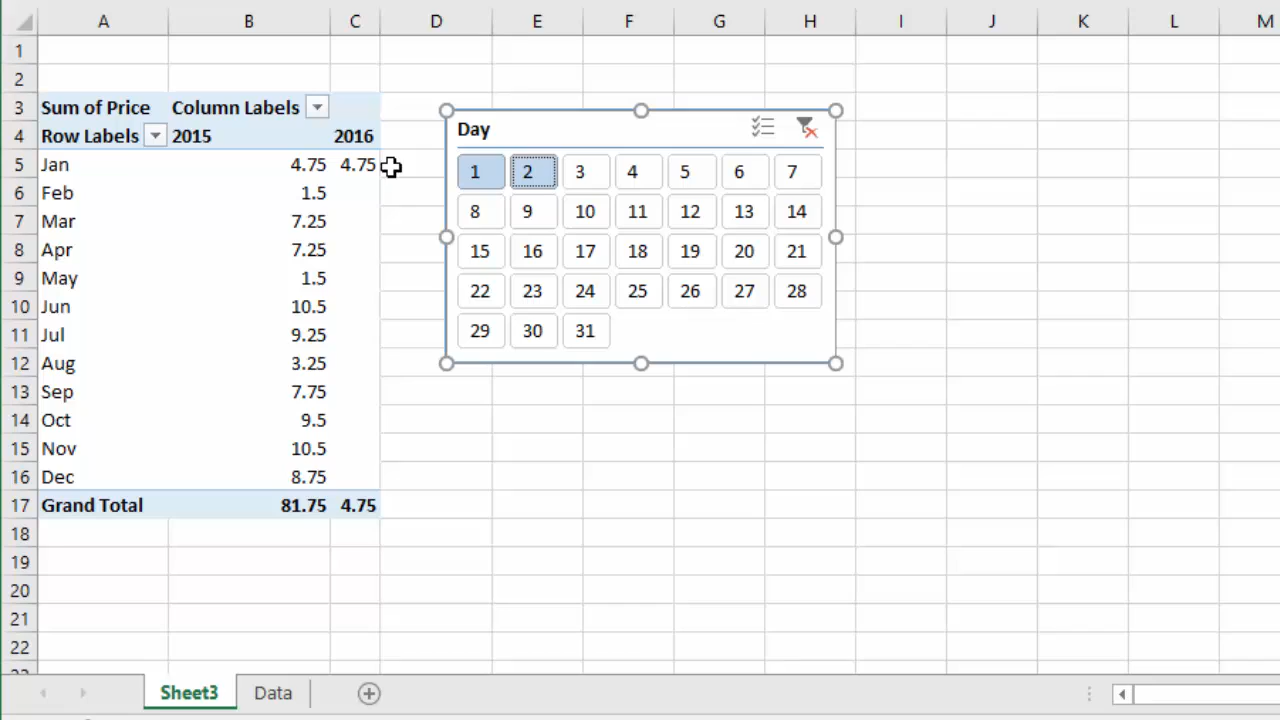 A B C D E F G H I J K L M
1
2
3 Sum of Price Column Labels
4 Row Labels 2015 2016
5 Jan 4.75 4.75
6 Feb 1.5
7 Mar 7.25
8 Apr 7.25
9 May 1.5
10 Jun 10.5
11 Jul 9.25
12 Aug 3.25
13 Sep 7.75
14 Oct 9.5
15 Nov 10.5
16 Dec 8.75
17 Grand Total 81.75 4.75
18
19
20
21
22
Day
1 2 3 4 5 6 7
8 9 10 11 12 13 14
15 16 17 18 19 20 21
22 23 24 25 26 27 28
29 30 31
Sheet3 Data